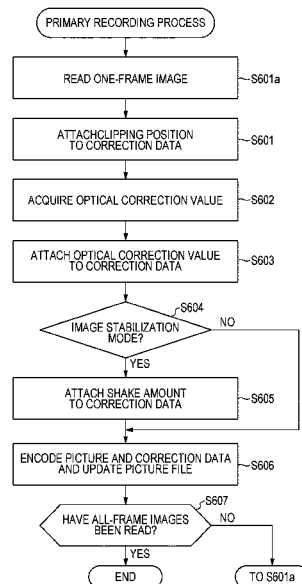 PRIMARY RECORDING PROCESS
READ ONE-FRAME IMAGE
S601a
ATTACHCLIPPING POSITION
TO CORRECTION DATA
S601
ACQUIRE OPTICAL CORRECTION VALUE
S602
ATTACH OPTICAL CORRECTION VALUE
TO CORRECTION DATA
S603
S604
IMAGE STABILIZATION
MODE?
NO
YES
ATTACH SHAKE AMOUNT
TO CORRECTION DATA
S605
ENCODE PICTURE AND CORRECTION DATA
AND UPDATE PICTURE FILE
S606
S607
HAVE ALL-FRAME IMAGES
BEEN READ?
NO
YES
END
TO S601a